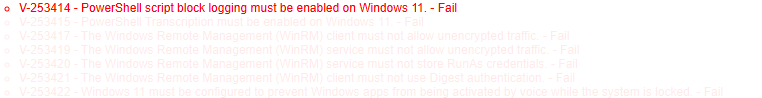 V-253414 - PowerShell script block logging must be enabled on Windows 11. - Fail
V-253415 - PowerShell Transcription must be enabled on Windows 11. - Fail
V-253417 - The Windows Remote Management (WinRM) client must not allow unencrypted traffic. - Fail
V-253419 - The Windows Remote Management (WinRM) service must not allow unencrypted traffic. - Fail
V-253420 - The Windows Remote Management (WinRM) service must not store RunAs credentials. - Fail
V-253421 - The Windows Remote Management (WinRM) client must not use Digest authentication. - Fail
V-253422 - Windows 11 must be configured to prevent Windows apps from being activated by voice while the system is locked. - Fail